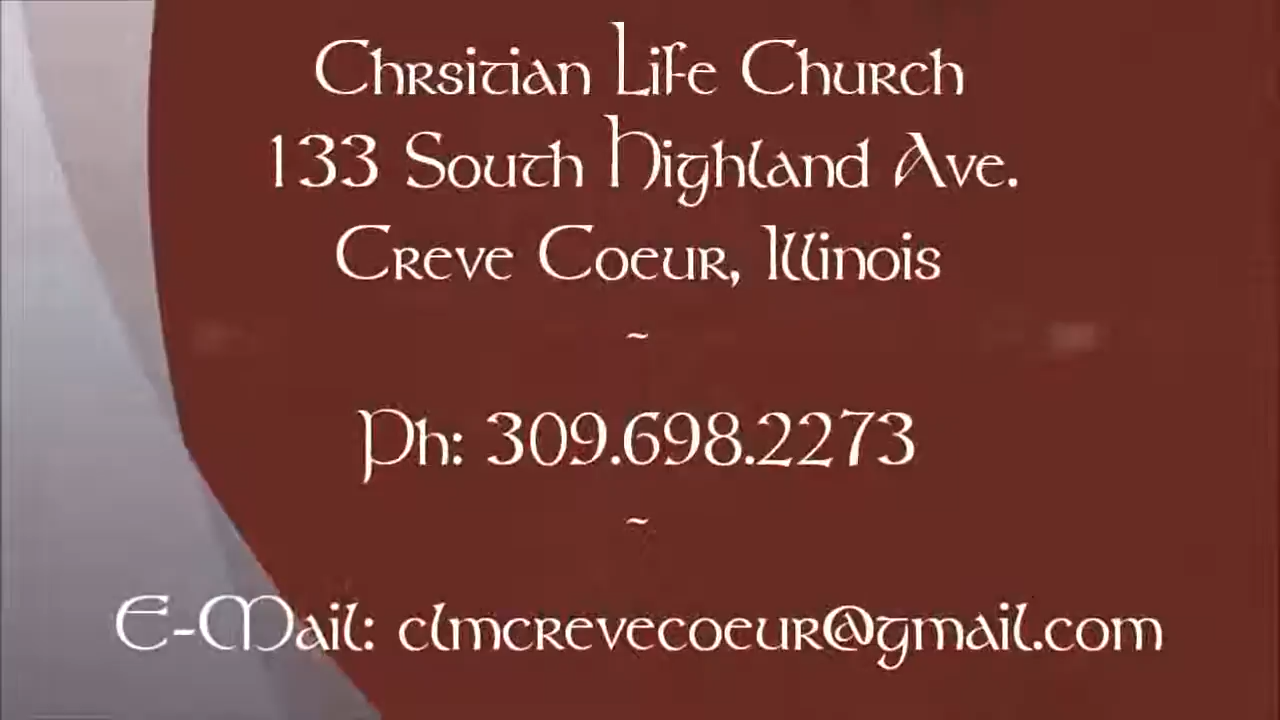 Chrsitian Life Church
133 South Highland Ave.
Creve Coeur, Illinois
~
Ph: 309.698.2273
~
E-Mail: clmcrevecoeur@gmail.com